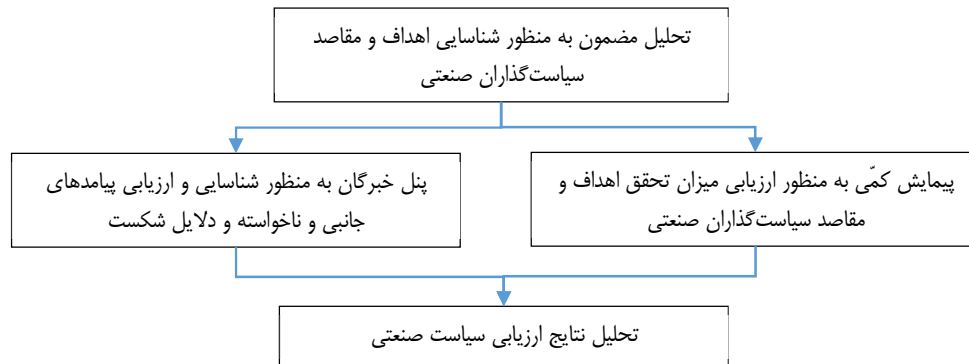 تحلیل مضمون به منظور شناسایی اهداف و مقاصد
سیاست‌گذاران صنعتی
پیمایش کمّی به منظور ارزیابی میزان تحقق اهداف و
مقاصد سیاست‌گذاران صنعتی
پنل خبرگان به منظور شناسایی و ارزیابی پیامدهای
جانبی و ناخواسته و دلایل شکست
تحلیل نتایج ارزیابی سیاست صنعتی